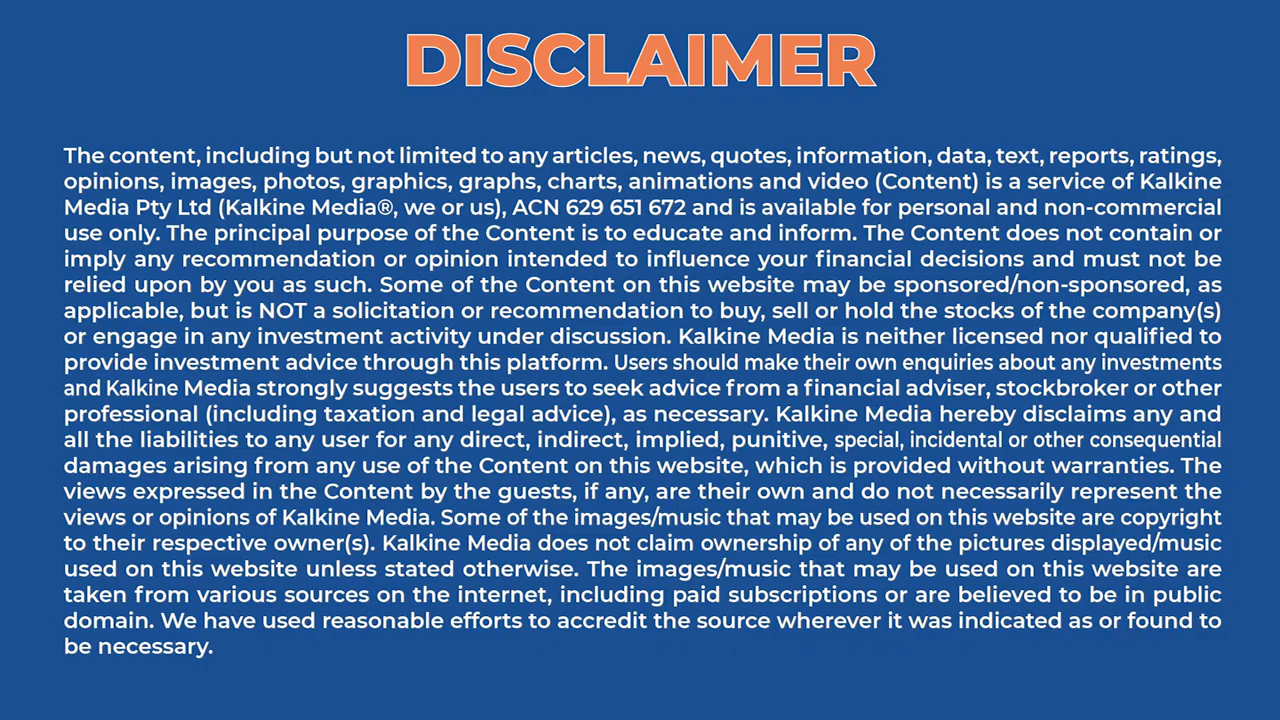 DISCLAIMER
The content, including but not limited to any articles, news, quotes, information, data, text, reports, ratings,
opinions, images, photos, graphics, graphs, charts, animations and video (Content) is a service of Kalkine
Media Pty Ltd (Kalkine Media®, we or us), ACN 629 651 672 and is available for personal and non-commercial
use only. The principal purpose of the Content is to educate and inform. The Content does not contain or
imply any recommendation or opinion intended to influence your financial decisions and must not be
relied upon by you as such. Some of the Content on this website may be sponsored/non-sponsored, as
applicable, but is NOT a solicitation or recommendation to buy, sell or hold the stocks of the company(s)
or engage in any investment activity under discussion. Kalkine Media is neither licensed nor qualified to
provide investment advice through this platform. Users should make their own enquiries about any investments
and Kalkine Media strongly suggests the users to seek advice from a financial adviser, stockbroker or other
professional (including taxation and legal advice), as necessary. Kalkine Media hereby disclaims any and
all the liabilities to any user for any direct, indirect, implied, punitive, special, incidental or other consequential
damages arising from any use of the Content on this website, which is provided without warranties. The
views expressed in the Content by the guests, if any, are their own and do not necessarily represent the
views or opinions of Kalkine Media. Some of the images/music that may be used on this website are copyright
to their respective owner(s). Kalkine Media does not claim ownership of any of the pictures displayed/music
used on this website unless stated otherwise. The images/music that may be used on this website are
taken from various sources on the internet, including paid subscriptions or are believed to be in public
domain. We have used reasonable efforts to accredit the source wherever it was indicated as or found to
be necessary.